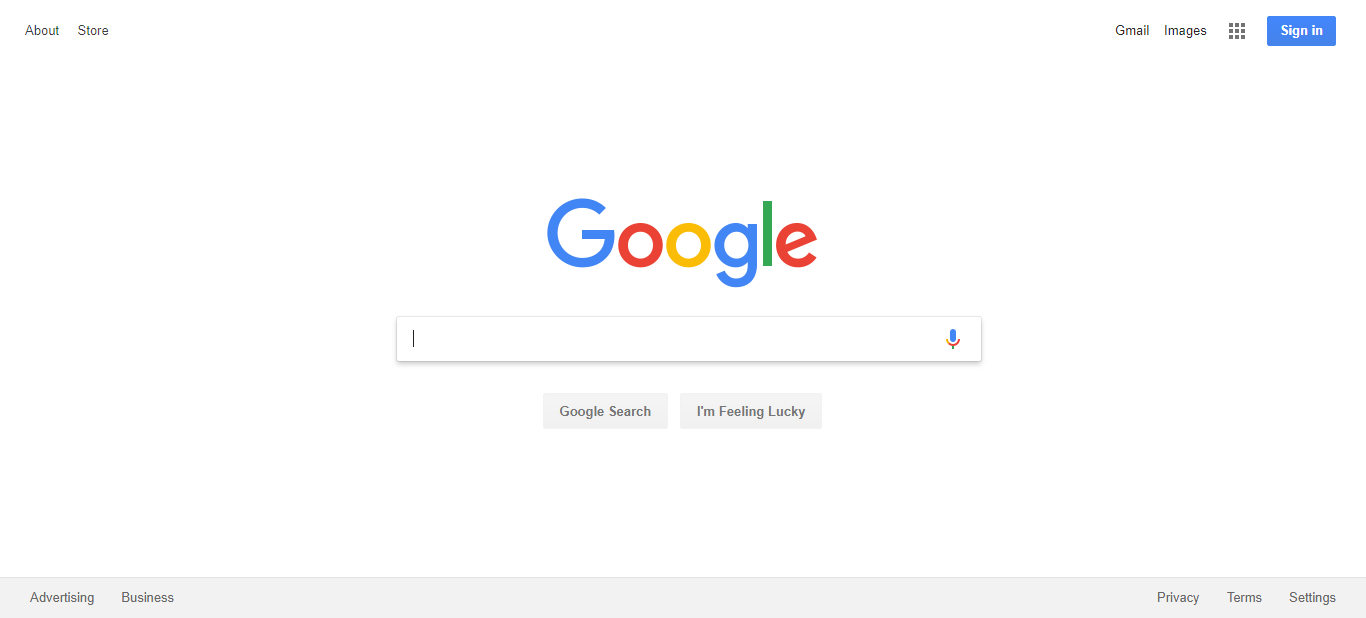 About Store Gmail Images Sign in
Google
Google Search I'm Feeling Lucky
Advertising Business Privacy Terms Settings